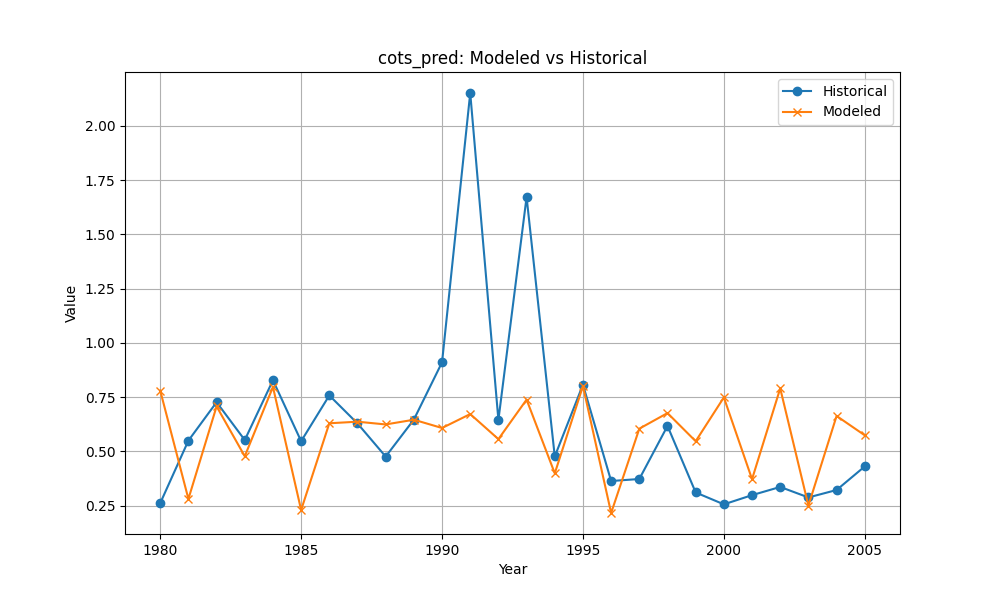 cots_pred: Modeled vs Historical
Historical
Modeled
Value
2.00
1.75
1.50
1.25
1.00
0.75
0.50
0.25
1980 1985 1990 1995 2000 2005
Year